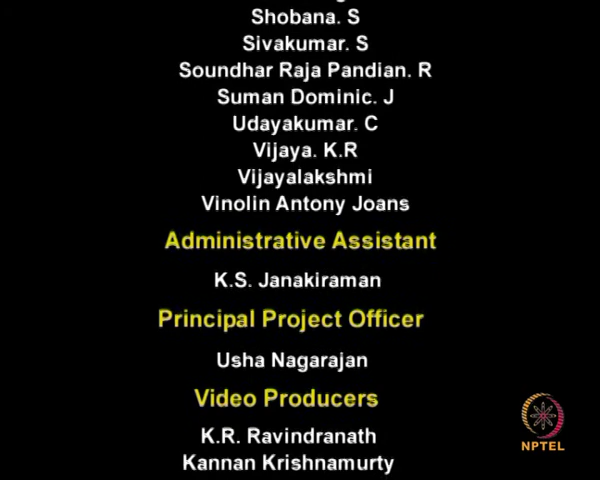 Shobana. S
Sivakumar. S
Soundhar Raja Pandian. R
Suman Dominic. J
Udayakumar. C
Vijaya. K.R
Vijayalakshmi
Vinolin Antony Joans
Administrative Assistant
K.S. Janakiraman
Principal Project Officer
Usha Nagarajan
Video Producers
K.R. Ravindranath
Kannan Krishnamurty
NPTEL